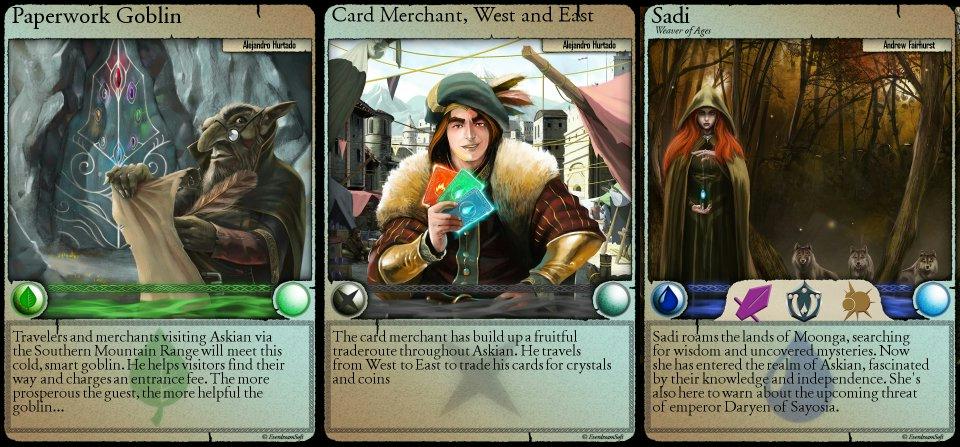 Paperwork Goblin
Alejandro Hurtado
Travelers and merchants visiting Askian via
the Southern Mountain Range will meet this
cold, smart goblin. He helps visitors find their
way and charges an entrance fee. The more
prosperous the guest, the more helpful the
goblin...
© EverdreamSoft
Card Merchant, West and East
Alejandro Hurtado
The card merchant has build up a fruitful
traderoute throughout Askian. He travels
from West to East to trade his cards for crystals
and coins
© EverdreamSoft
Sadi
Weaver of Ages
Andrew Fairhurst
Sadi roams the lands of Moonga, searching
for wisdom and uncovered mysteries. Now
she has entered the realm of Askian, fascinated
by their knowledge and independence. She's
also here to warn about the upcoming threat
of emperor Daryen of Sayosia.
© EverdreamSoft